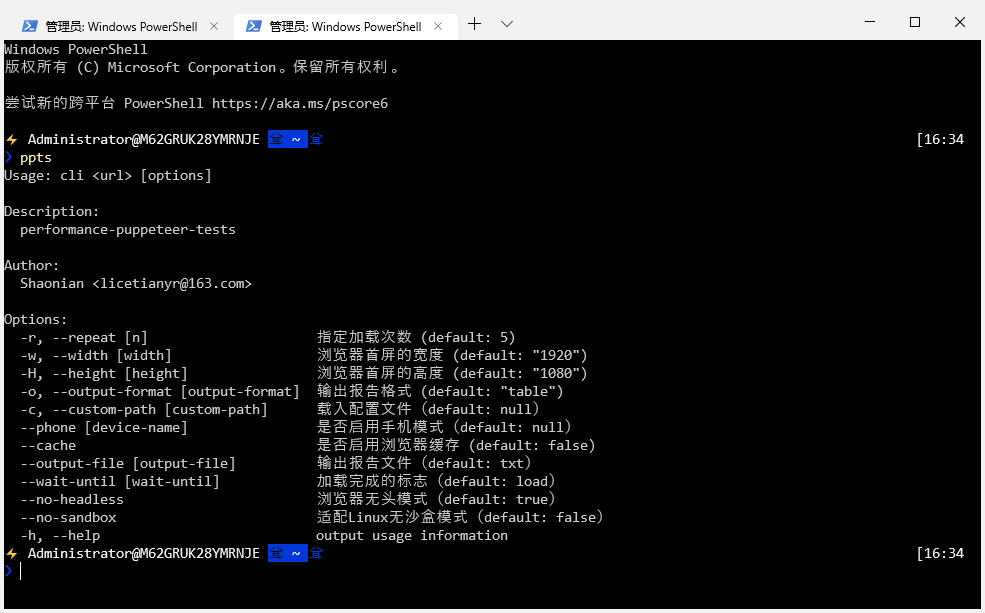 管理员: Windows PowerShell
管理员: Windows PowerShell
Windows PowerShell
版权所有 (C) Microsoft Corporation。保留所有权利。
尝试新的跨平台 PowerShell https://aka.ms/pscore6
Administrator@M62GRUK28YMRNJE ~ [16:34
❯ ppts
Usage: cli <url> [options]
Description:
performance-puppeteer-tests
Author:
Shaonian <licetianyr@163.com>
Options:
-r, --repeat [n] 指定加载次数 (default: 5)
-w, --width [width] 浏览器首屏的宽度 (default: "1920")
-H, --height [height] 浏览器首屏的高度 (default: "1080")
-o, --output-format [output-format] 输出报告格式 (default: "table")
-c, --custom-path [custom-path] 载入配置文件（default: null）
--phone [device-name] 是否启用手机模式（default: null）
--cache 是否启用浏览器缓存 (default: false)
--output-file [output-file] 输出报告文件（default: txt）
--wait-until [wait-until] 加载完成的标志（default: load）
--no-headless 浏览器无头模式（default: true）
--no-sandbox 适配Linux无沙盒模式（default: false）
-h, --help output usage information
Administrator@M62GRUK28YMRNJE ~ [16:34
❯